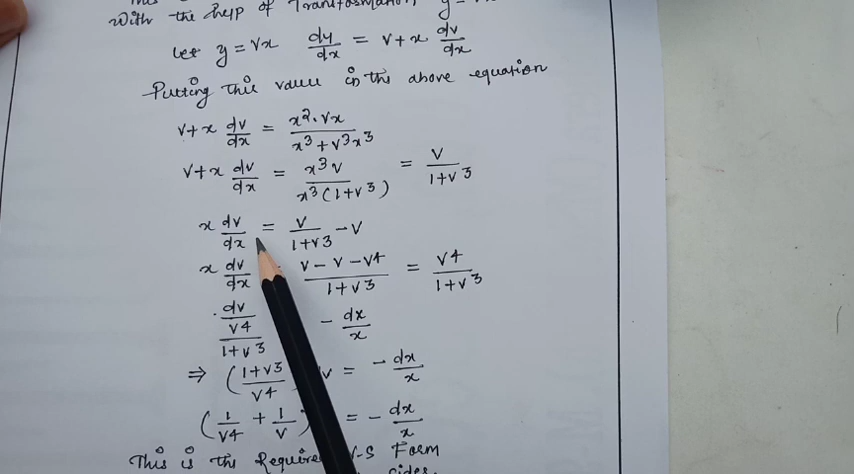 With the help of Transformation, y =
Let y = vx dy/dx = v + x dv/dx
Putting this value in the above equation
v + x dv/dx = x². vx / x³ + v³x³
v + x dv/dx = x³v / x³(1+v³) = v / 1+v³
x dv/dx = v / 1+v³ - v
x dv/dx v - v - v4 / 1+v³ = v4 / 1+v³
dv / v4 / 1+v³ - dx/x
⇒ (1+v3 / v4 v = - dx/x
(1/v4 + 1/v) = - dx/x
This is the Require -S Form
sides.